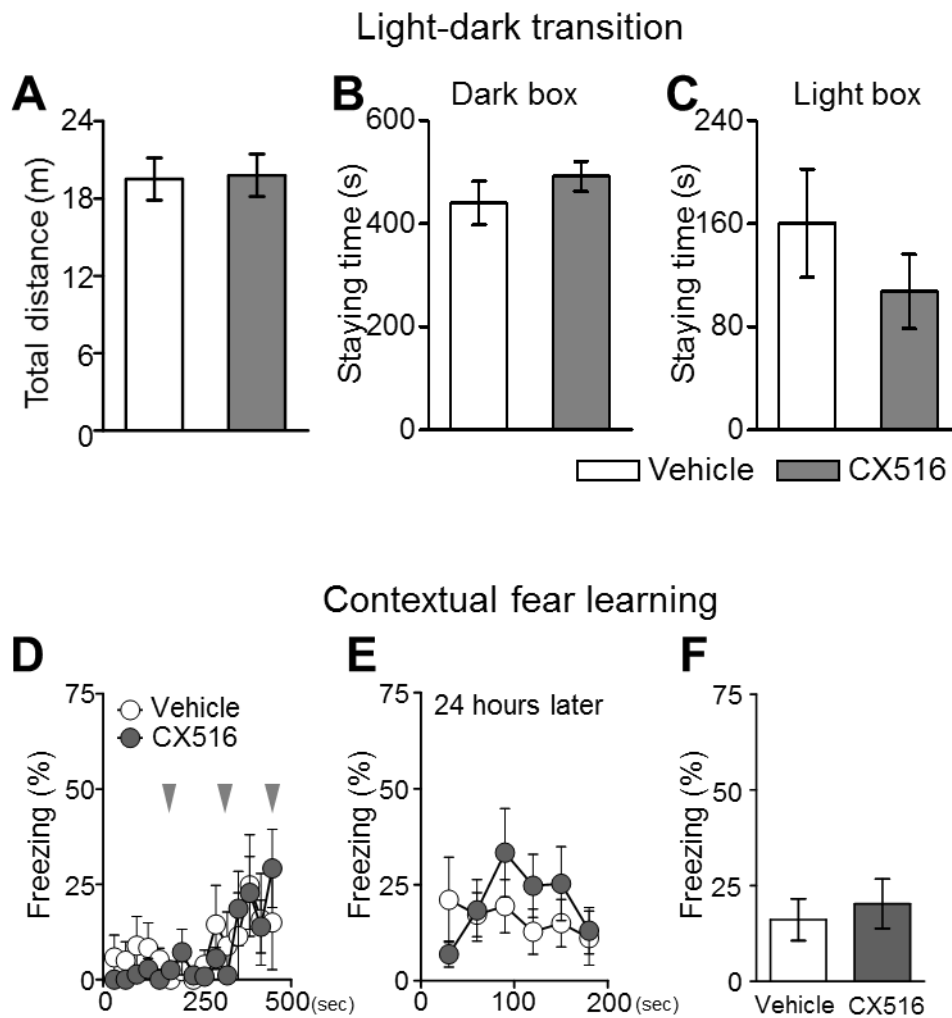 Light-dark transition
A
B
Dark box
C
Light box
Total distance (m)
24
18
12
6
0
Staying time (s)
600
400
200
0
Staying time (s)
240
160
80
0
Vehicle
CX516
Contextual fear learning
D
E
F
Freezing (%)
75
50
25
0
Vehicle
CX516
0
250
500
(sec)
Freezing (%)
75
50
25
0
24 hours later
0
100
200
(sec)
Freezing (%)
75
50
25
0
Vehicle
CX516